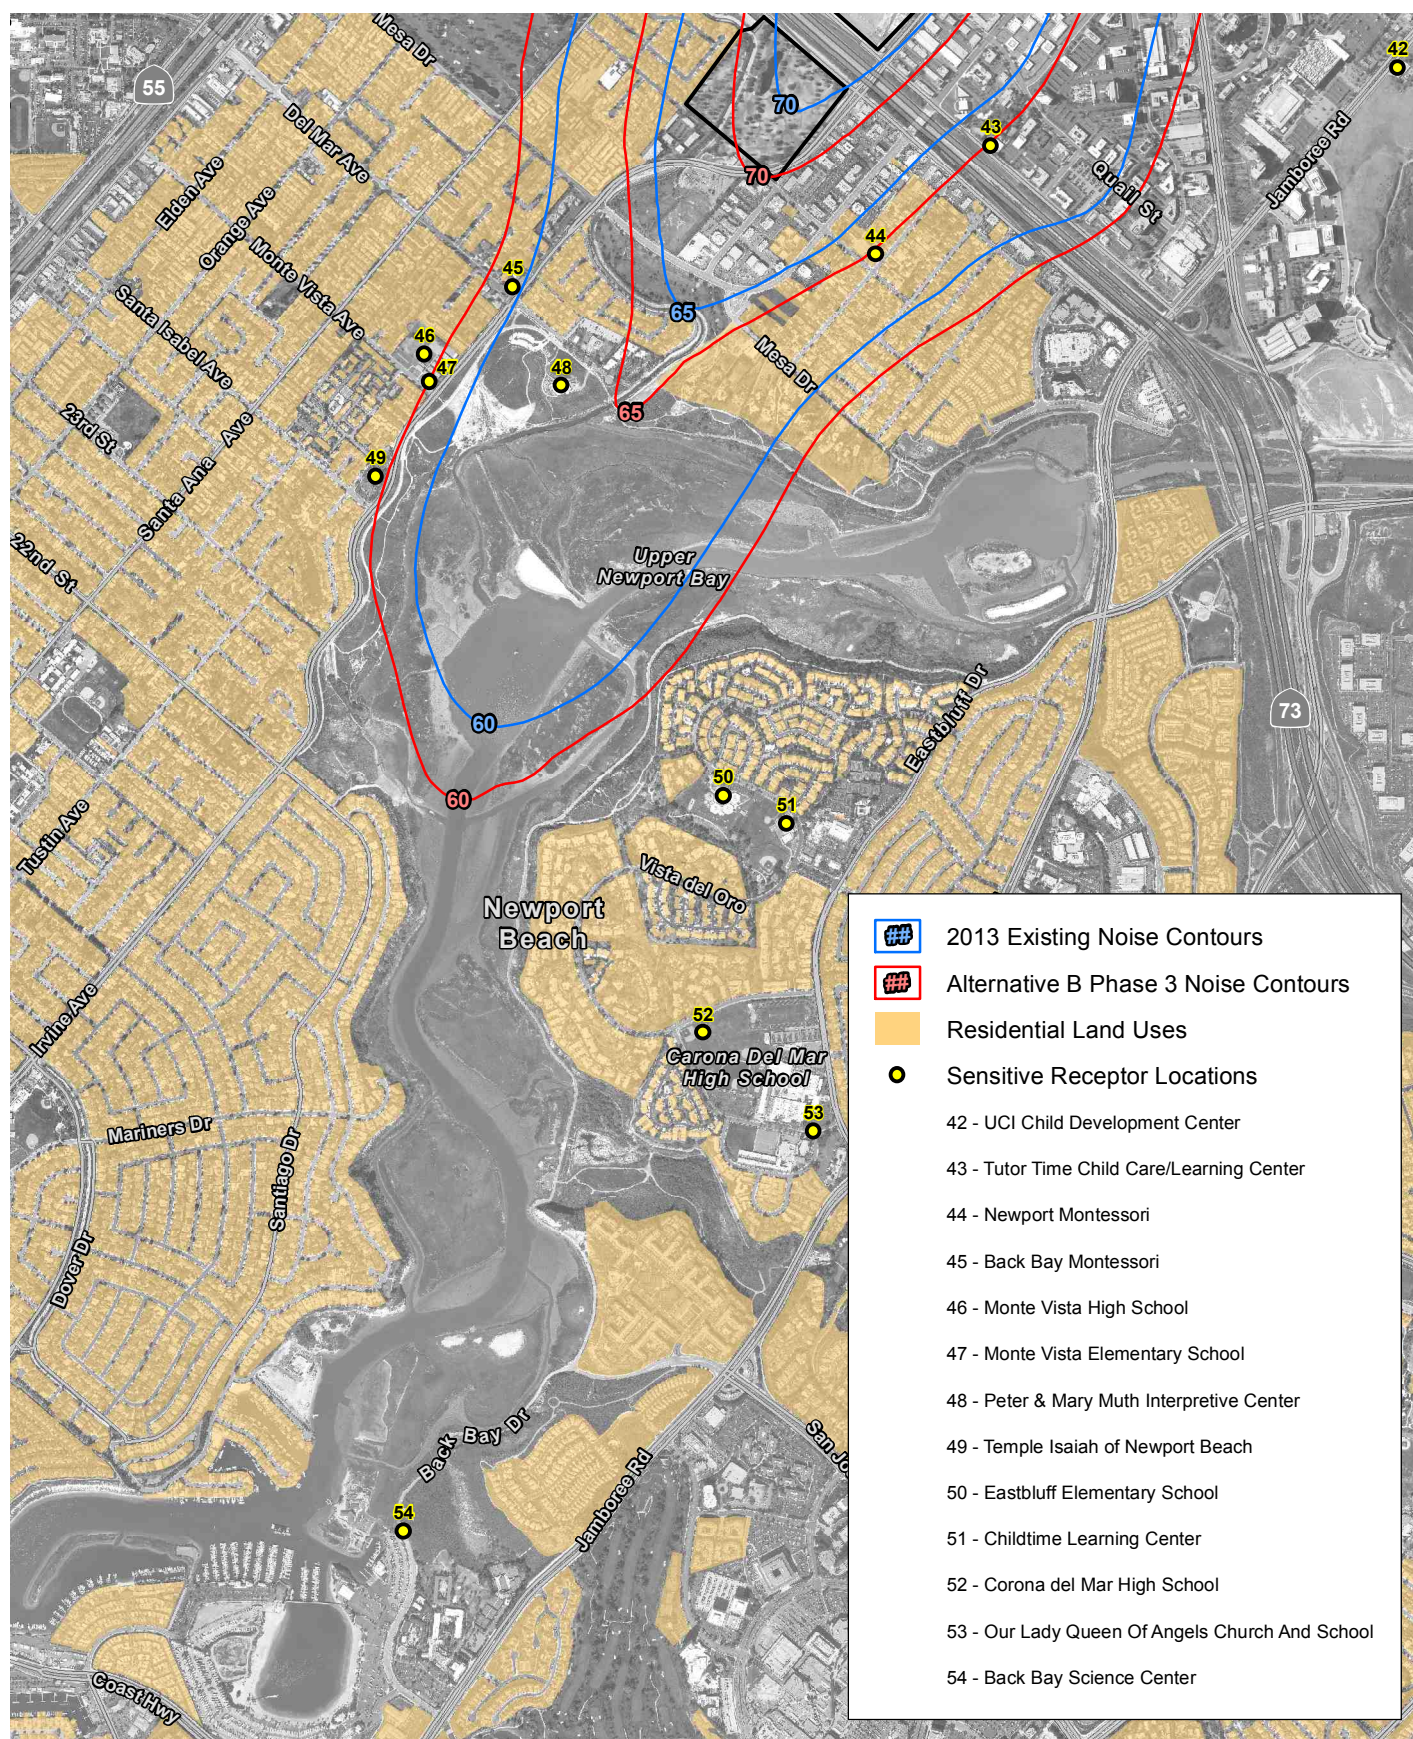 Mesa Dr
42
55
70
43
Del Mar Ave
Jamboree Rd
Elden Ave
70
Quail St
Orange Ave
44
Monte Vista Ave
45
Santa Isabel Ave
65
46
47
48
Mesa Dr
23rd St
65
Santa Ana Ave
49
22nd St
Upper
Newport Bay
Eastbluff Dr
73
60
50
60
51
Tustin Ave
Vista del Oro
Newport
Beach
Irvine Ave
52
Carona Del Mar
High School
53
Mariners Dr
Santiago Dr
Dover Dr
Back Bay Dr
San Jo
Jamboree Rd
54
Coast Hwy
## 2013 Existing Noise Contours
## Alternative B Phase 3 Noise Contours
Residential Land Uses
Sensitive Receptor Locations
42 - UCI Child Development Center
43 - Tutor Time Child Care/Learning Center
44 - Newport Montessori
45 - Back Bay Montessori
46 - Monte Vista High School
47 - Monte Vista Elementary School
48 - Peter & Mary Muth Interpretive Center
49 - Temple Isaiah of Newport Beach
50 - Eastbluff Elementary School
51 - Childtime Learning Center
52 - Corona del Mar High School
53 - Our Lady Queen Of Angels Church And School
54 - Back Bay Science Center